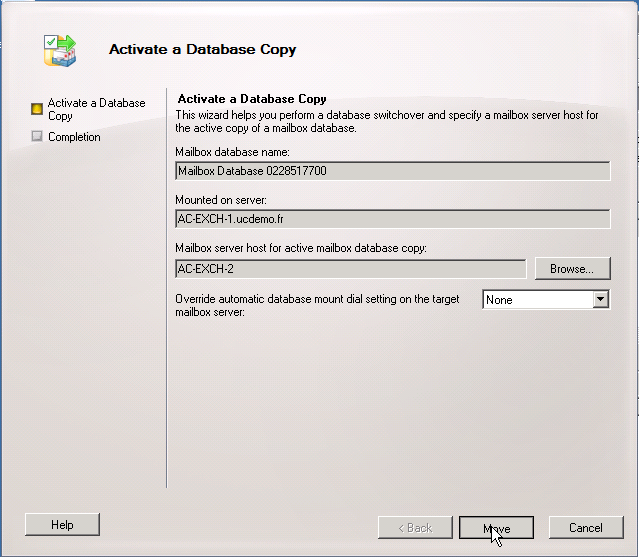 Activate a Database Copy
Activate a Database
Copy
Completion
Activate a Database Copy
This wizard helps you perform a database switchover and specify a mailbox server host for
the active copy of a mailbox database.
Mailbox database name:
Mailbox Database 0228517700
Mounted on server:
AC-EXCH-1.ucdemo.fr
Mailbox server host for active mailbox database copy:
AC-EXCH-2
Browse...
Override automatic database mount dial setting on the target
mailbox server:
None
Help
< Back
Move
Cancel